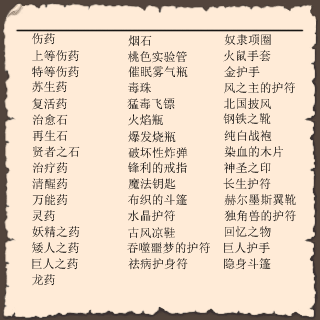 伤药 烟石 奴隶项圈
上等伤药 桃色实验管 火鼠手套
特等伤药 催眠雾气瓶 金护手
苏生药 毒珠 风之主的护符
复活药 猛毒飞镖 北国披风
治愈石 火焰瓶 钢铁之靴
再生石 爆发烧瓶 纯白战袍
贤者之石 破坏性炸弹 染血的木片
治疗药 锋利的戒指 神圣之印
清醒药 魔法钥匙 长生护符
万能药 布织的斗篷 赫尔墨斯翼靴
灵药 水晶护符 独角兽的护符
妖精之药 古风凉鞋 回忆之物
矮人之药 吞噬噩梦的护符 巨人护手
巨人之药 祛病护身符 隐身斗篷
龙药